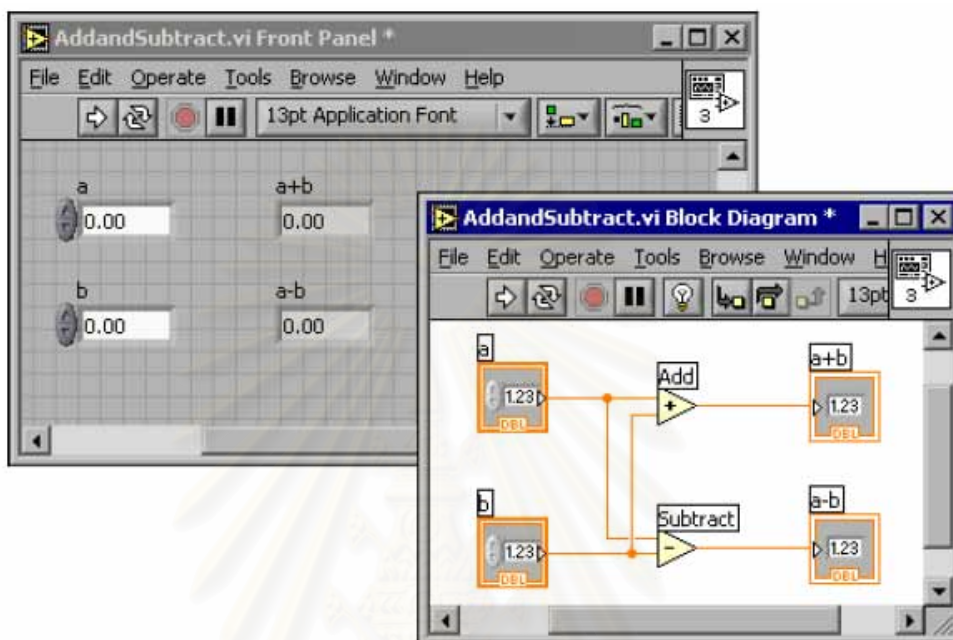 AddandSubtract.vi Front Panel *
File Edit Operate Tools Browse Window Help
13pt Application Font
3
a
0.00
a+b
0.00
b
0.00
a-b
0.00
AddandSubtract.vi Block Diagram *
File Edit Operate Tools Browse Window H
13pt
3
a
1.23
DBL
Add
+
a+b
1.23
DBL
b
1.23
DBL
Subtract
-
a-b
1.23
DBL